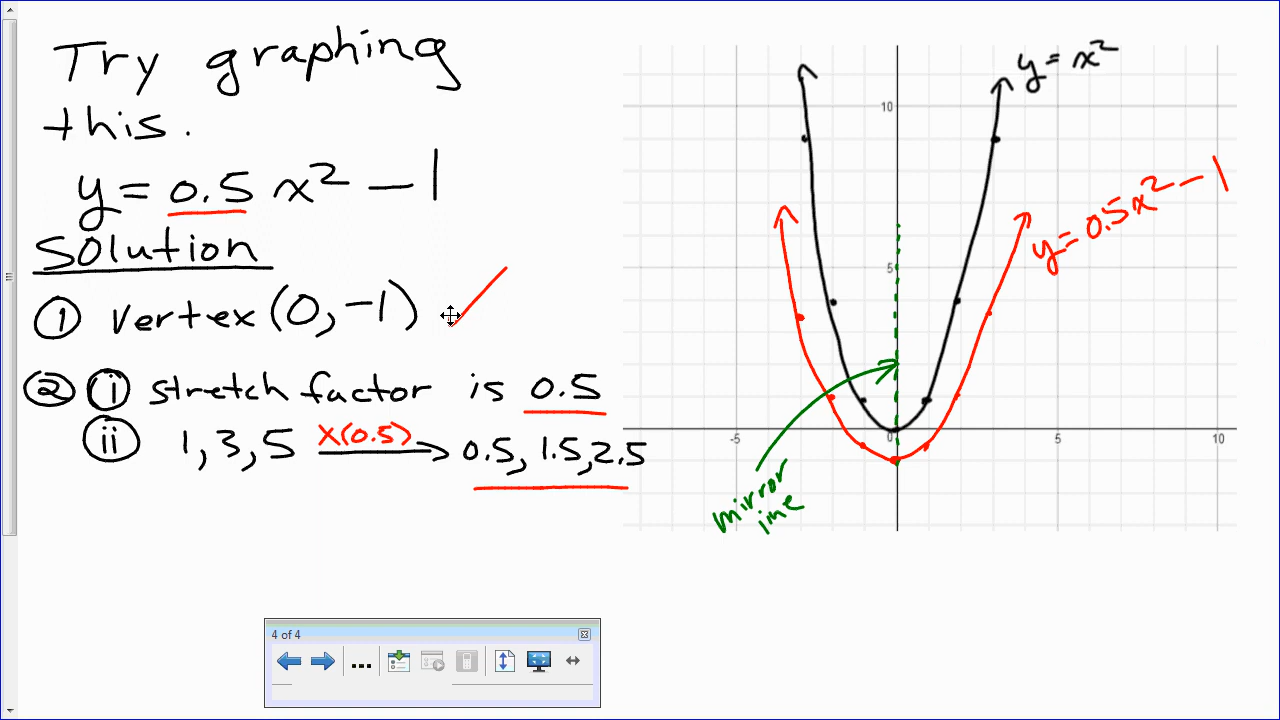 Try graphing
this.
y = 0.5 x² - 1
Solution
① vertex (0, -1)
② ⓘ stretch factor is 0.5
ⓘⓘ 1, 3, 5 x(0.5) → 0.5, 1.5, 2.5
y = x²
y = 0.5x² - 1
10
5
-5 0 5 10
mirror
line
4 of 4
...